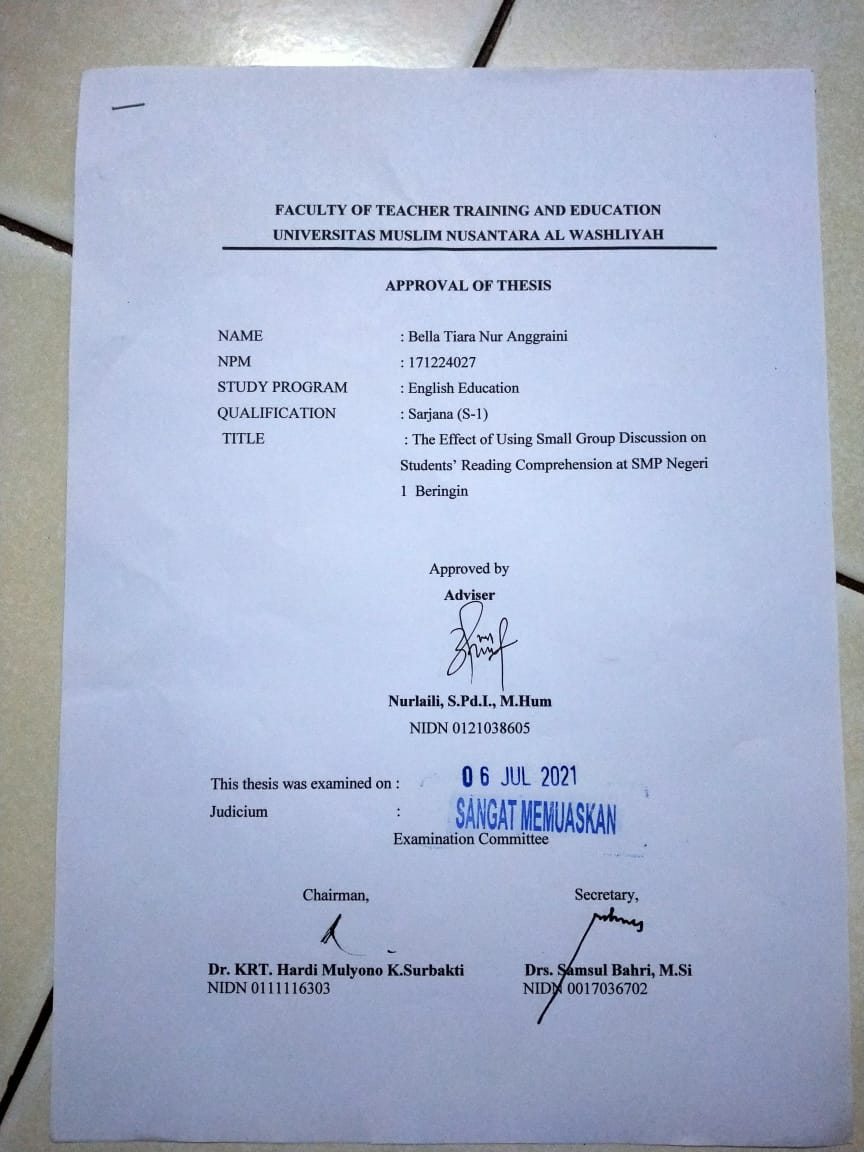 FACULTY OF TEACHER TRAINING AND EDUCATION
UNIVERSITAS MUSLIM NUSANTARA AL WASHLIYAH
APPROVAL OF THESIS
NAME : Bella Tiara Nur Anggraini
NPM : 171224027
STUDY PROGRAM : English Education
QUALIFICATION : Sarjana (S-1)
TITLE : The Effect of Using Small Group Discussion on
Students’ Reading Comprehension at SMP Negeri
1 Beringin
Approved by
Adviser
Nurlaili, S.Pd.I., M.Hum
NIDN 0121038605
This thesis was examined on : 06 JUL 2021
Judicium : SANGAT MEMUASKAN
Examination Committee
Chairman, Secretary,
Dr. KRT. Hardi Mulyono K.Surbakti Drs. Samsul Bahri, M.Si
NIDN 0111116303 NIDN 0017036702